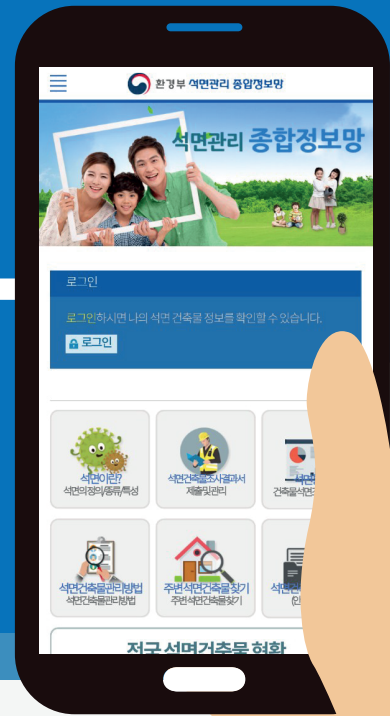 환경부 석면관리 종합정보망
석면관리 종합정보망
로그인
로그인하시면 나의 석면 건축물 정보를 확인할 수 있습니다.
로그인
석면이란?
석면의정의/종류/특성
석면건축물조사결과서
제출및관리
건축물석면
석면건축물관리방법
석면건축물관리방법
주변석면건축물찾기
주변석면건축물찾기
전국 석면건축물 현황